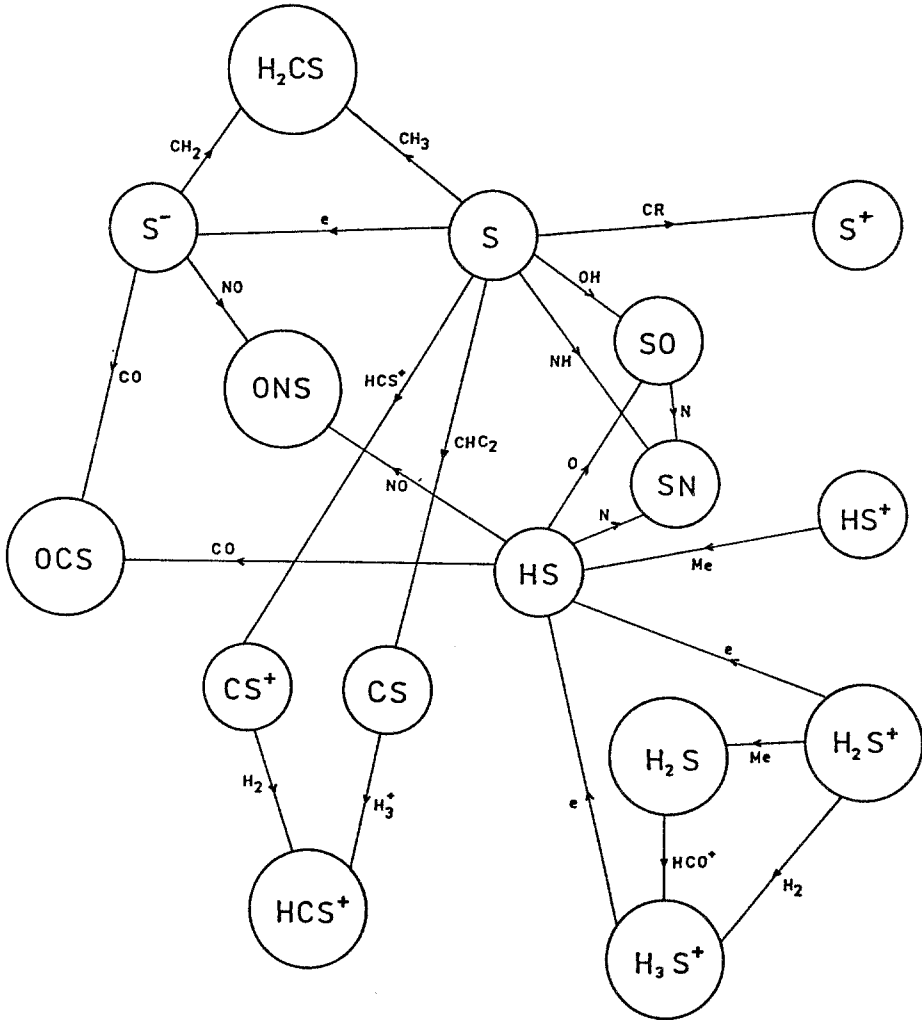 H₂CS
CH₂
CH₃
S⁻
e
S
CR
S⁺
NO
OH
SO
CO
ONS
HCS⁺
NH
N
CHC₂
O
SN
NO
N
HS⁺
OCS
CO
HS
Me
e
CS⁺
CS
H₂S
Me
H₂S⁺
H₂
H₃⁺
e
HCO⁺
H₂
HCS⁺
H₃S⁺